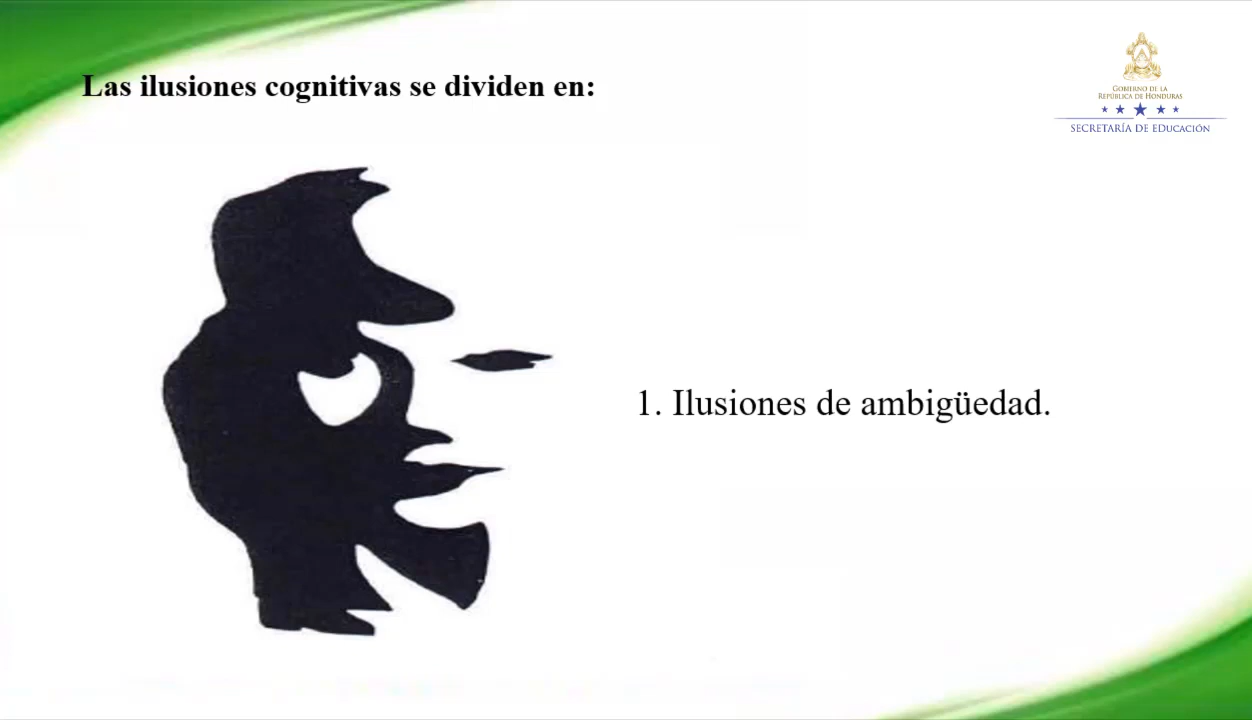 Las ilusiones cognitivas se dividen en:
GOBIERNO DE LA
REPÚBLICA DE HONDURAS
SECRETARÍA DE EDUCACIÓN
1. Ilusiones de ambigüedad.